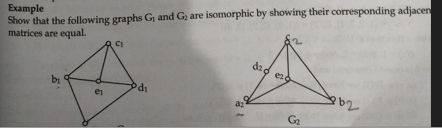 Example
Show that the following graphs G₁ and G₂ are isomorphic by showing their corresponding adjacen
matrices are equal.
c₁
c2
b₁
e₁
d₁
d₂
e₂
a₂
b2
G₂